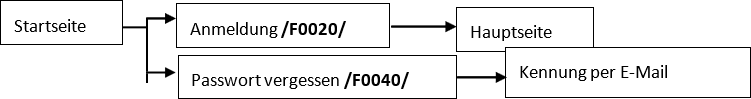 Startseite
Anmeldung /F0020/
Hauptseite
Passwort vergessen /F0040/
Kennung per E-Mail